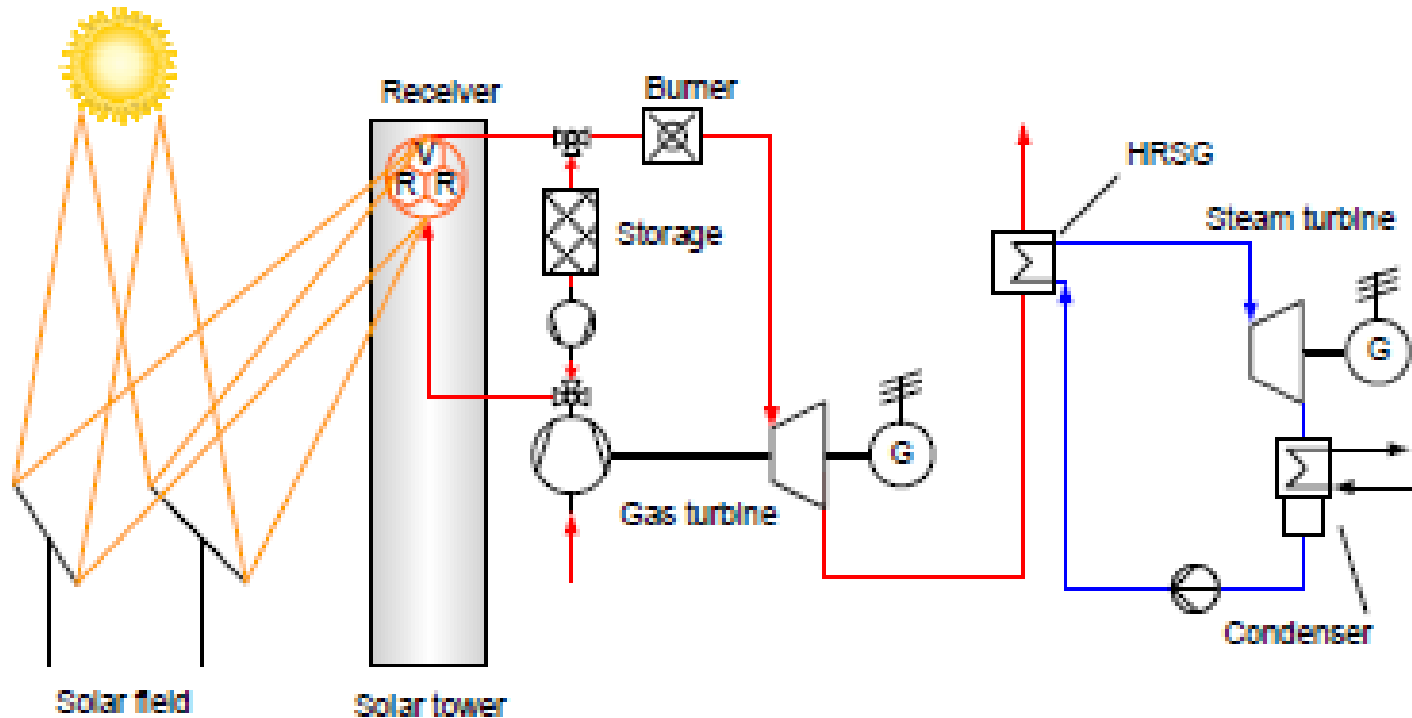 Receiver
Burner
HRSG
V
R R
Storage
Steam turbine
G
G
Gas turbine
Condenser
Solar field
Solar tower